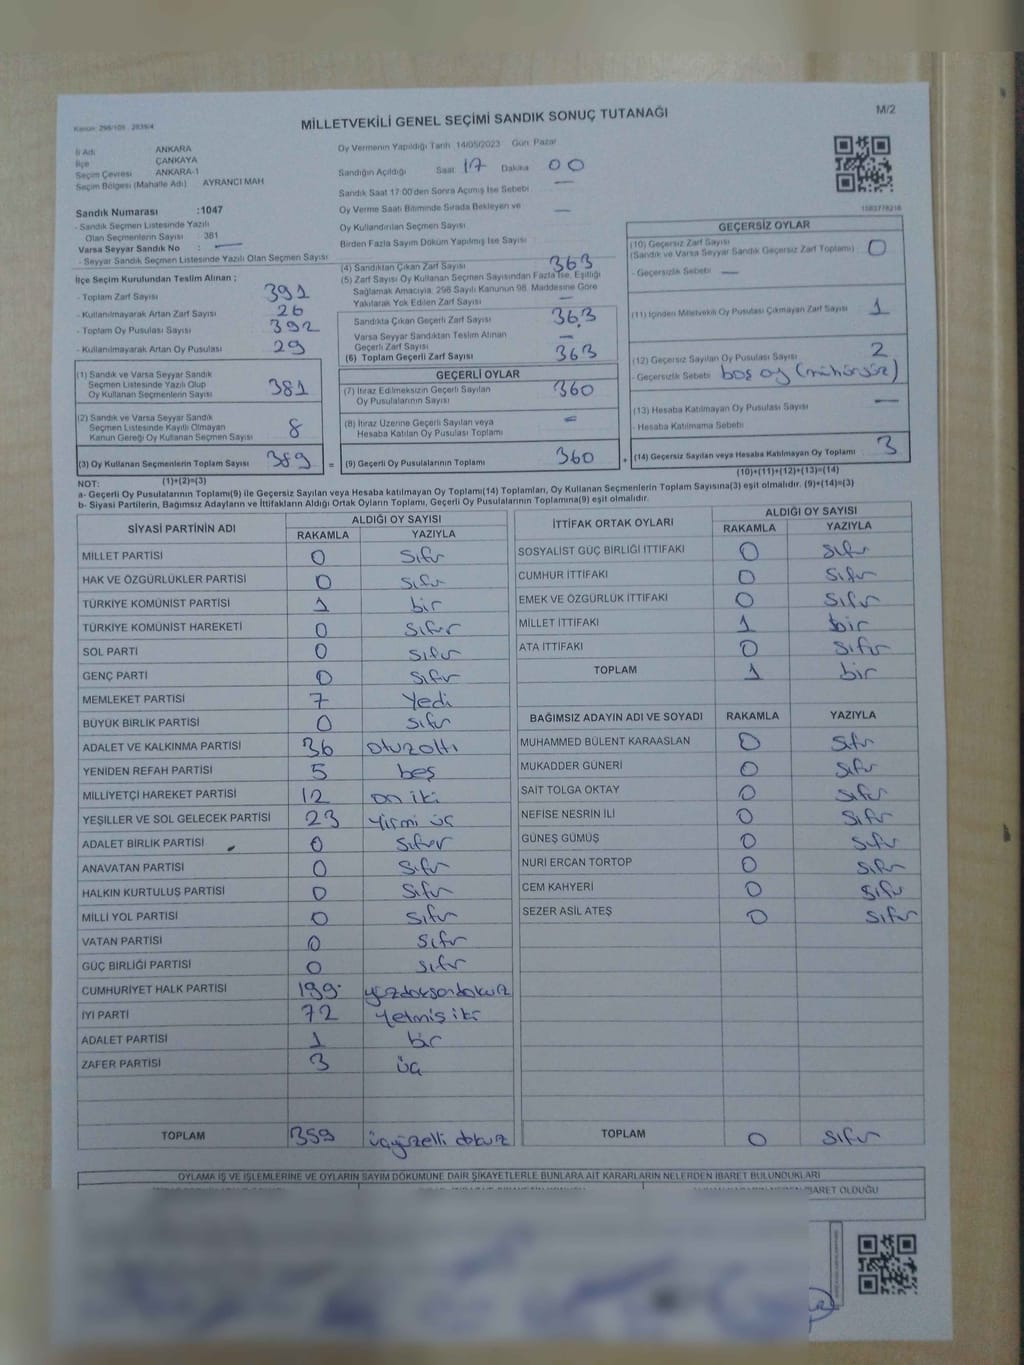 Kanun: 298/105 2839/4
MİLLETVEKİLİ GENEL SEÇİMİ SANDIK SONUÇ TUTANAĞI
M/2
İl Adı ANKARA
İlçe ÇANKAYA
Seçim Çevresi ANKARA-1
Seçim Bölgesi (Mahalle Adı) AYRANCI MAH
Oy Vermenin Yapıldığı Tarih 14/05/2023 Gün Pazar
Sandığın Açıldığı Saat 17 Dakika 00
Sandık Saat 17:00'den Sonra Açılmış İse Sebebi —
Oy Verme Saati Bitiminde Sırada Bekleyen ve
Oy Kullandırılan Seçmen Sayısı —
Birden Fazla Sayım Döküm Yapılmış İse Sayısı
Sandık Numarası :1047
- Sandık Seçmen Listesinde Yazılı
Olan Seçmenlerin Sayısı : 381
Varsa Seyyar Sandık No : —
- Seyyar Sandık Seçmen Listesinde Yazılı Olan Seçmen Sayısı
İlçe Seçim Kurulundan Teslim Alınan ;
- Toplam Zarf Sayısı 391
- Kullanılmayarak Artan Zarf Sayısı 26
- Toplam Oy Pusulası Sayısı 392
- Kullanılmayarak Artan Oy Pusulası 29
(1) Sandık ve Varsa Seyyar Sandık
Seçmen Listesinde Yazılı Olup
Oy Kullanan Seçmenlerin Sayısı 381
(2) Sandık ve Varsa Seyyar Sandık
Seçmen Listesinde Kayıtlı Olmayan
Kanun Gereği Oy Kullanan Seçmen Sayısı 8
(3) Oy Kullanan Seçmenlerin Toplam Sayısı 389
(1)+(2)=(3)
(4) Sandıktan Çıkan Zarf Sayısı 363
(5) Zarf Sayısı Oy Kullanan Seçmen Sayısından Fazla İse, Eşitliği
Sağlamak Amacıyla, 298 Sayılı Kanunun 98. Maddesine Göre
Yakılarak Yok Edilen Zarf Sayısı —
Sandıkta Çıkan Geçerli Zarf Sayısı 363
Varsa Seyyar Sandıktan Teslim Alınan
Geçerli Zarf Sayısı —
(6) Toplam Geçerli Zarf Sayısı 363
GEÇERLİ OYLAR
(7) İtiraz Edilmeksizin Geçerli Sayılan
Oy Pusulalarının Sayısı 360
(8) İtiraz Üzerine Geçerli Sayılan veya
Hesaba Katılan Oy Pusulası Toplamı
= (9) Geçerli Oy Pusulalarının Toplamı 360 +
GEÇERSİZ OYLAR
(10) Geçersiz Zarf Sayısı
(Sandık ve Varsa Seyyar Sandık Geçersiz Zarf Toplamı) 0
- Geçersizlik Sebebi —
(11) İçinden Milletvekili Oy Pusulası Çıkmayan Zarf Sayısı 1
(12) Geçersiz Sayılan Oy Pusulası Sayısı 2
- Geçersizlik Sebebi boş oy (mühürsüz)
(13) Hesaba Katılmayan Oy Pusulası Sayısı —
- Hesaba Katılmama Sebebi
(14) Geçersiz Sayılan veya Hesaba Katılmayan Oy Toplamı 3
(10)+(11)+(12)+(13)=(14)
NOT:
a- Geçerli Oy Pusulalarının Toplamı(9) ile Geçersiz Sayılan veya Hesaba katılmayan Oy Toplamı(14) Toplamları, Oy Kullanan Seçmenlerin Toplam Sayısına(3) eşit olmalıdır. (9)+(14)=(3)
b- Siyasi Partilerin, Bağımsız Adayların ve İttifakların Aldığı Ortak Oyların Toplamı, Geçerli Oy Pusulalarının Toplamına(9) eşit olmalıdır.
SİYASİ PARTİNİN ADI ALDIĞI OY SAYISI
RAKAMLA YAZIYLA
MİLLET PARTİSİ 0 sıfır
HAK VE ÖZGÜRLÜKLER PARTİSİ 0 sıfır
TÜRKİYE KOMÜNİST PARTİSİ 1 bir
TÜRKİYE KOMÜNİST HAREKETİ 0 sıfır
SOL PARTİ 0 sıfır
GENÇ PARTİ 0 sıfır
MEMLEKET PARTİSİ 7 Yedi
BÜYÜK BİRLİK PARTİSİ 0 sıfır
ADALET VE KALKINMA PARTİSİ 36 otuzaltı
YENİDEN REFAH PARTİSİ 5 beş
MİLLİYETÇİ HAREKET PARTİSİ 12 on iki
YEŞİLLER VE SOL GELECEK PARTİSİ 23 Yirmi üç
ADALET BİRLİK PARTİSİ 0 sıfır
ANAVATAN PARTİSİ 0 sıfır
HALKIN KURTULUŞ PARTİSİ 0 sıfır
MİLLİ YOL PARTİSİ 0 sıfır
VATAN PARTİSİ 0 sıfır
GÜÇ BİRLİĞİ PARTİSİ 0 sıfır
CUMHURİYET HALK PARTİSİ 199 yüzdoksandokuz
İYİ PARTİ 72 Yetmiş iki
ADALET PARTİSİ 1 bir
ZAFER PARTİSİ 3 üç
TOPLAM 359 üçyüzelli dokuz
İTTİFAK ORTAK OYLARI ALDIĞI OY SAYISI
RAKAMLA YAZIYLA
SOSYALİST GÜÇ BİRLİĞİ İTTİFAKI 0 sıfır
CUMHUR İTTİFAKI 0 sıfır
EMEK VE ÖZGÜRLÜK İTTİFAKI 0 sıfır
MİLLET İTTİFAKI 1 bir
ATA İTTİFAKI 0 sıfır
TOPLAM 1 bir
BAĞIMSIZ ADAYIN ADI VE SOYADI RAKAMLA YAZIYLA
MUHAMMED BÜLENT KARAASLAN 0 sıfır
MUKADDER GÜNERİ 0 sıfır
SAİT TOLGA OKTAY 0 sıfır
NEFİSE NESRİN İLİ 0 sıfır
GÜNEŞ GÜMÜŞ 0 sıfır
NURİ ERCAN TORTOP 0 sıfır
CEM KAHYERİ 0 sıfır
SEZER ASİL ATEŞ 0 sıfır
TOPLAM 0 sıfır
OYLAMA İŞ VE İŞLEMLERİNE VE OYLARIN SAYIM DÖKÜMÜNE DAİR ŞİKAYETLERLE BUNLARA AİT KARARLARIN NELERDEN İBARET BULUNDUKLARI
İBARET OLDUĞU